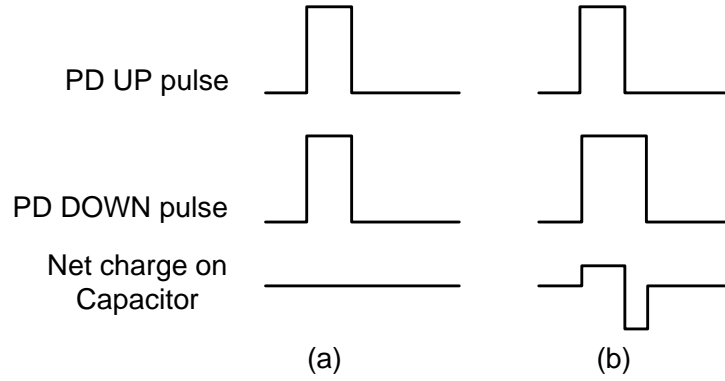 PD UP pulse
PD DOWN pulse
Net charge on
Capacitor
(a)
(b)